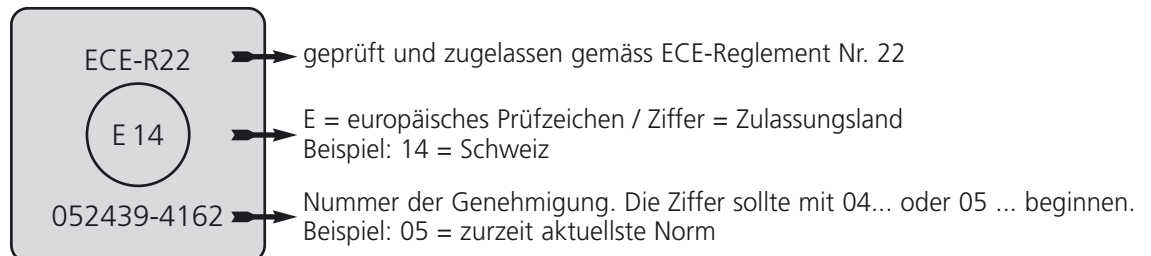 ECE-R22
geprüft und zugelassen gemäss ECE-Reglement Nr. 22
E 14
E = europäisches Prüfzeichen / Ziffer = Zulassungsland
Beispiel: 14 = Schweiz
052439-4162
Nummer der Genehmigung. Die Ziffer sollte mit 04... oder 05 ... beginnen.
Beispiel: 05 = zurzeit aktuellste Norm